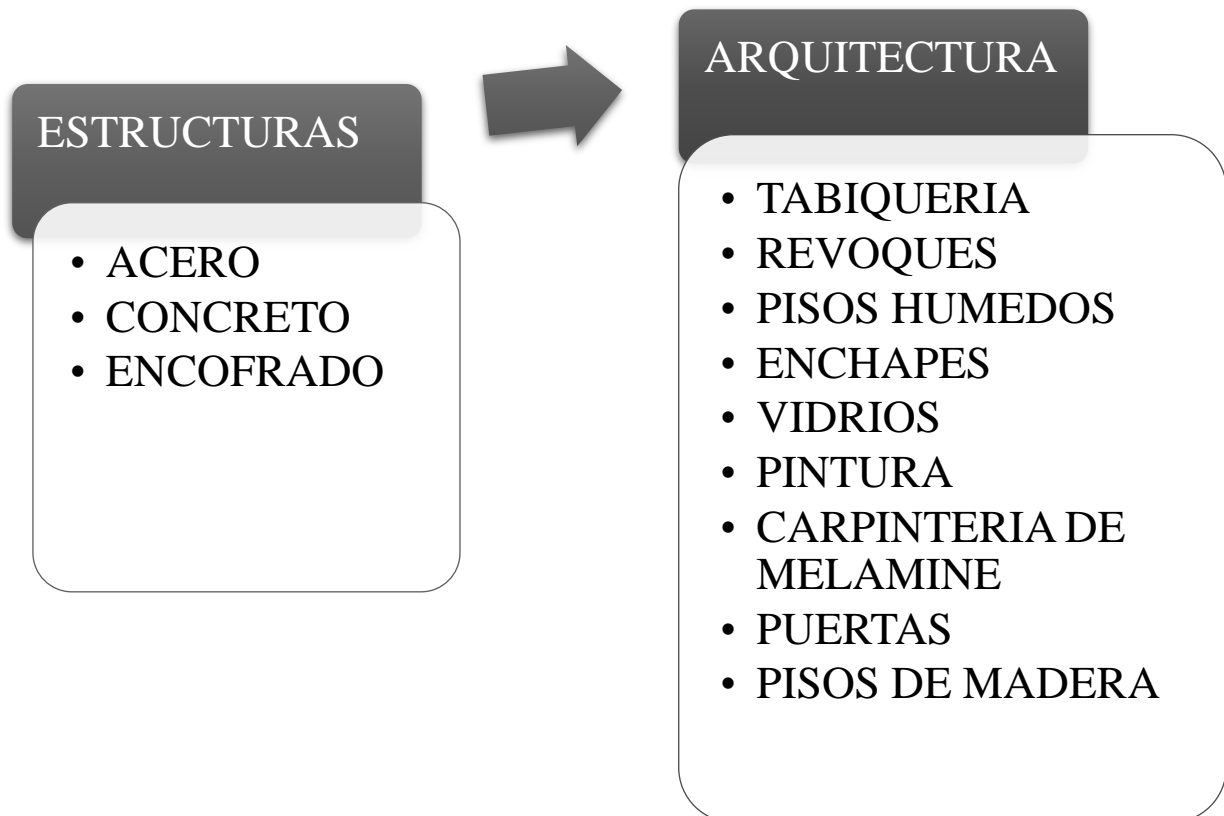 ESTRUCTURAS
• ACERO
• CONCRETO
• ENCOFRADO
ARQUITECTURA
• TABIQUERIA
• REVOQUES
• PISOS HUMEDOS
• ENCHAPES
• VIDRIOS
• PINTURA
• CARPINTERIA DE
MELAMINE
• PUERTAS
• PISOS DE MADERA